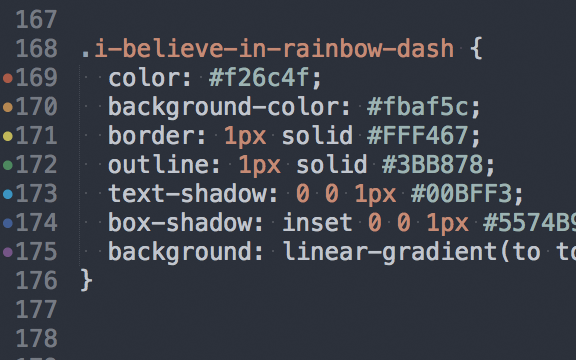 167
168 .i-believe-in-rainbow-dash {
169 color: #f26c4f;
170 background-color: #fbaf5c;
171 border: 1px solid #FFF467;
172 outline: 1px solid #3BB878;
173 text-shadow: 0 0 1px #00BFF3;
174 box-shadow: inset 0 0 1px #5574B9
175 background: linear-gradient(to to
176 }
177
178